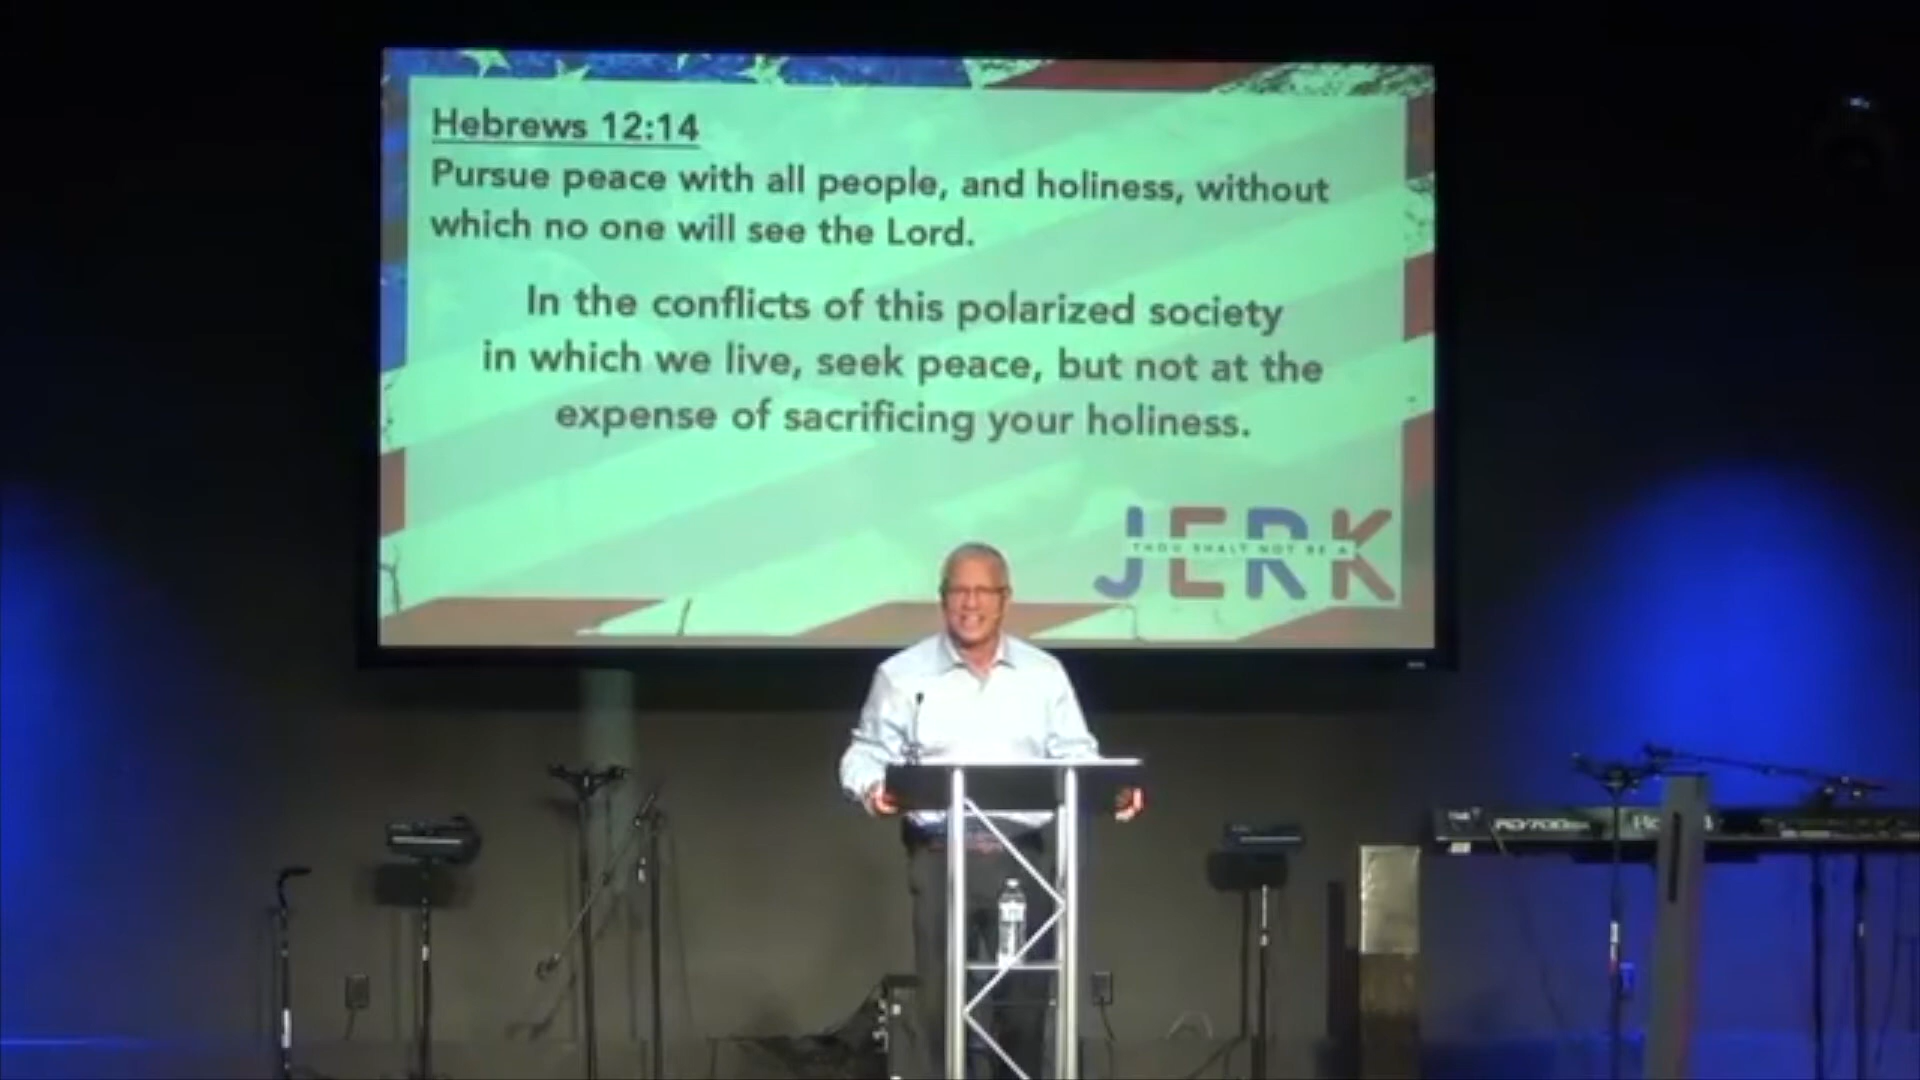 Hebrews 12:14
Pursue peace with all people, and holiness, without
which no one will see the Lord.
In the conflicts of this polarized society
in which we live, seek peace, but not at the
expense of sacrificing your holiness.
JERK
THOU SHALT NOT BE A